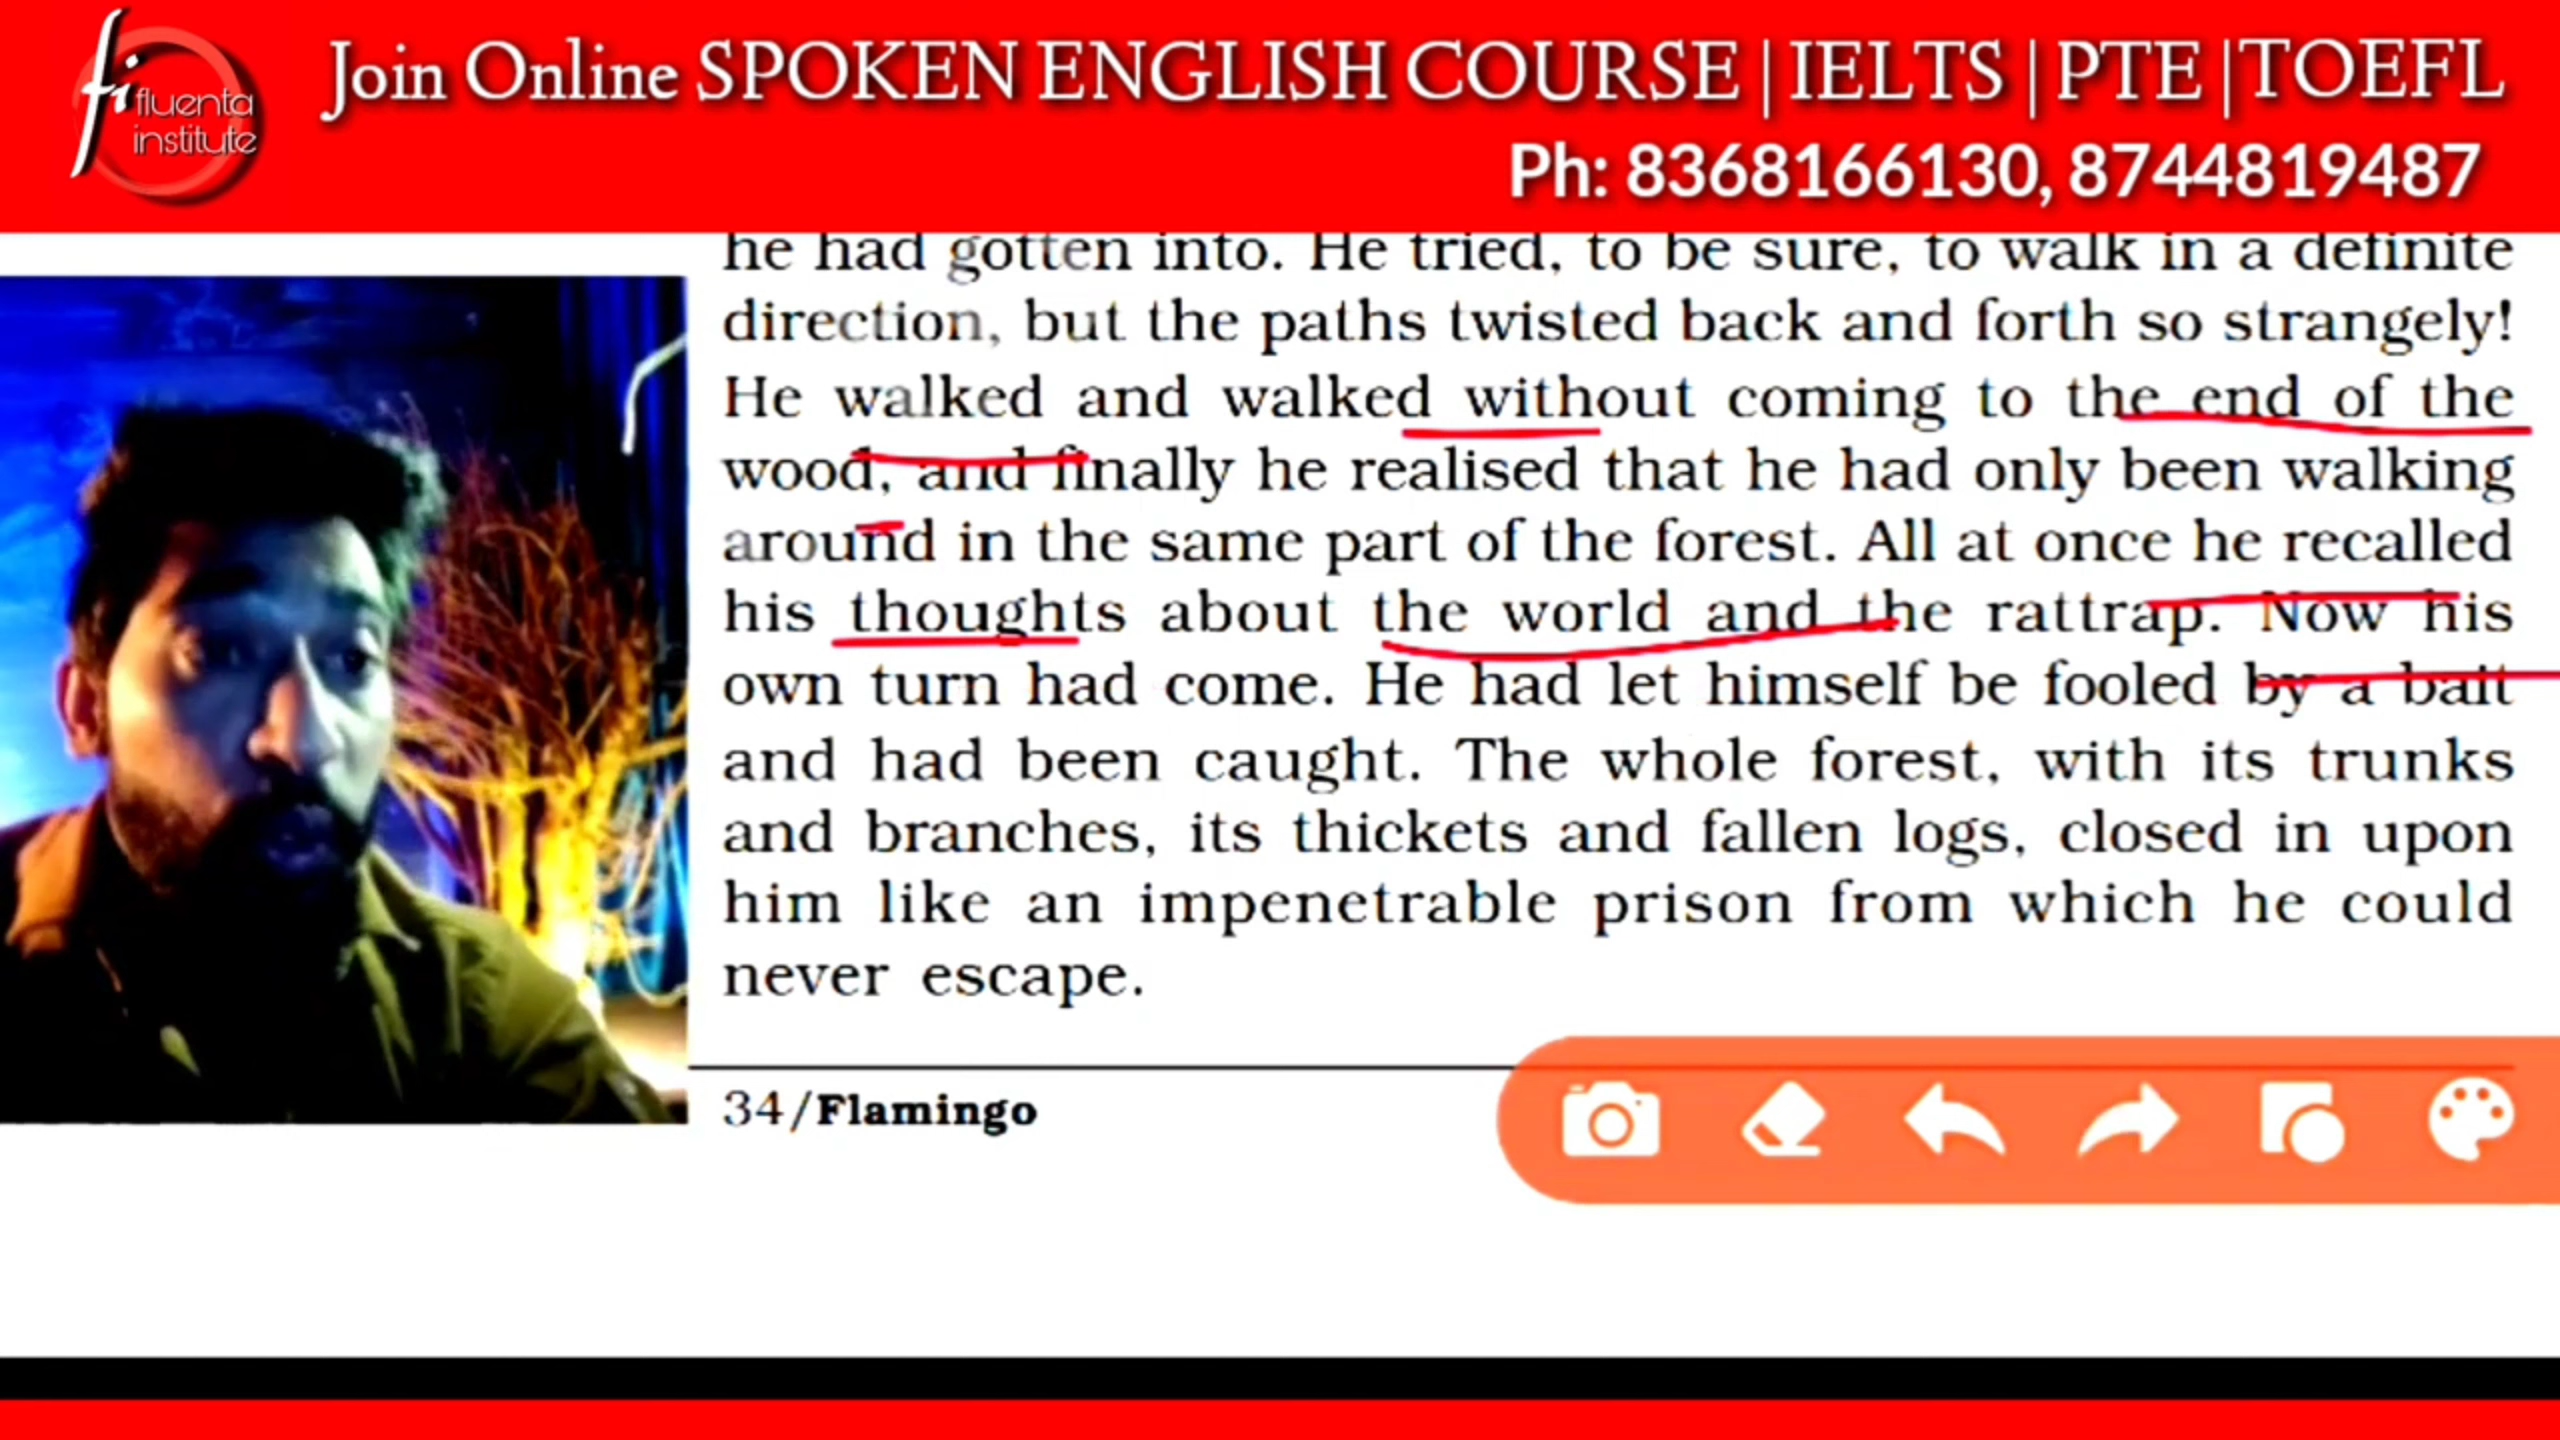 fi fluenta
institute
Join Online SPOKEN ENGLISH COURSE | IELTS | PTE |TOEFL
Ph: 8368166130, 8744819487
he had gotten into. He tried, to be sure, to walk in a definite
direction, but the paths twisted back and forth so strangely!
He walked and walked without coming to the end of the
wood, and finally he realised that he had only been walking
around in the same part of the forest. All at once he recalled
his thoughts about the world and the rattrap. Now his
own turn had come. He had let himself be fooled by a bait
and had been caught. The whole forest, with its trunks
and branches, its thickets and fallen logs, closed in upon
him like an impenetrable prison from which he could
never escape.
34/Flamingo